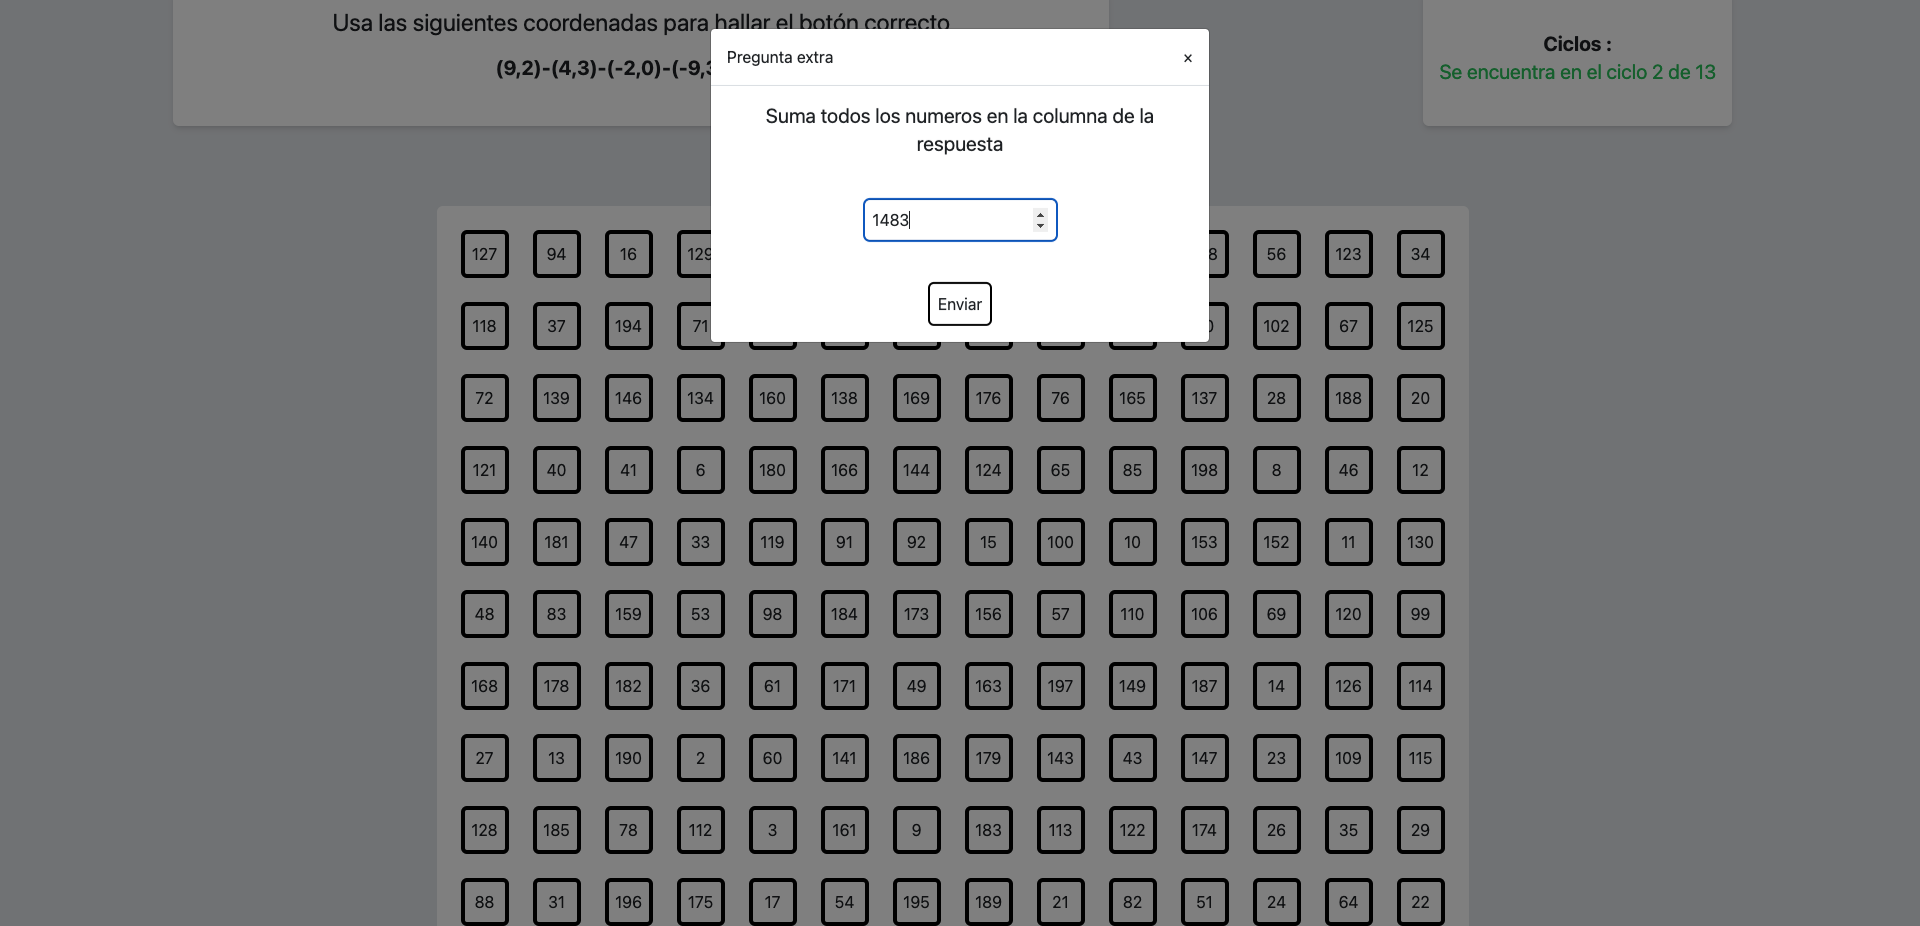 Usa las siguientes coordenadas para hallar el botón correcto
(9,2)-(4,3)-(-2,0)-(-9,3
Ciclos :
Se encuentra en el ciclo 2 de 13
Pregunta extra ×
Suma todos los numeros en la columna de la
respuesta
1483
Enviar
127 94 16 129 56 123 34
118 37 194 71 102 67 125
72 139 146 134 160 138 169 176 76 165 137 28 188 20
121 40 41 6 180 166 144 124 65 85 198 8 46 12
140 181 47 33 119 91 92 15 100 10 153 152 11 130
48 83 159 53 98 184 173 156 57 110 106 69 120 99
168 178 182 36 61 171 49 163 197 149 187 14 126 114
27 13 190 2 60 141 186 179 143 43 147 23 109 115
128 185 78 112 3 161 9 183 113 122 174 26 35 29
88 31 196 175 17 54 195 189 21 82 51 24 64 22